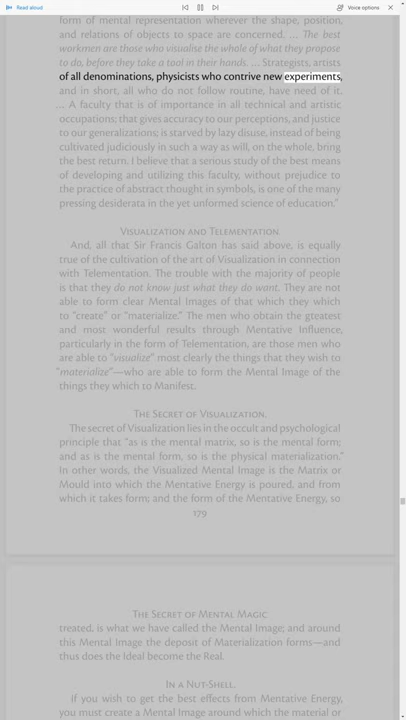 Read aloud
Voice options
form of mental representation wherever the shape, position,
and relations of objects to space are concerned. ... The best
workmen are those who visualise the whole of what they propose
to do, before they take a tool in their hands. ... Strategists, artists
of all denominations, physicists who contrive new experiments,
and in short, all who do not follow routine, have need of it.
... A faculty that is of importance in all technical and artistic
occupations; that gives accuracy to our perceptions, and justice
to our generalizations; is starved by lazy disuse, instead of being
cultivated judiciously in such a way as will, on the whole, bring
the best return. I believe that a serious study of the best means
of developing and utilizing this faculty, without prejudice to
the practice of abstract thought in symbols, is one of the many
pressing desiderata in the yet unformed science of education."
Visualization and Telementation.
And, all that Sir Francis Galton has said above, is equally
true of the cultivation of the art of Visualization in connection
with Telementation. The trouble with the majority of people
is that they do not know just what they do want. They are not
able to form clear Mental Images of that which they which
to "create" or "materialize." The men who obtain the gteatest
and most wonderful results through Mentative Influence,
particularly in the form of Telementation, are those men who
are able to "visualize" most clearly the things that they wish to
"materialize"—who are able to form the Mental Image of the
things they which to Manifest.
The Secret of Visualization.
The secret of Visualization lies in the occult and psychological
principle that "as is the mental matrix, so is the mental form;
and as is the mental form, so is the physical materialization."
In other words, the Visualized Mental Image is the Matrix or
Mould into which the Mentative Energy is poured, and from
which it takes form; and the form of the Mentative Energy, so
179
The Secret of Mental Magic
treated, is what we have called the Mental Image; and around
this Mental Image the deposit of Materialization forms—and
thus does the Ideal become the Real.
In a Nut-Shell.
If you wish to get the best effects from Mentative Energy,
you must create a Mental Image around which the material or